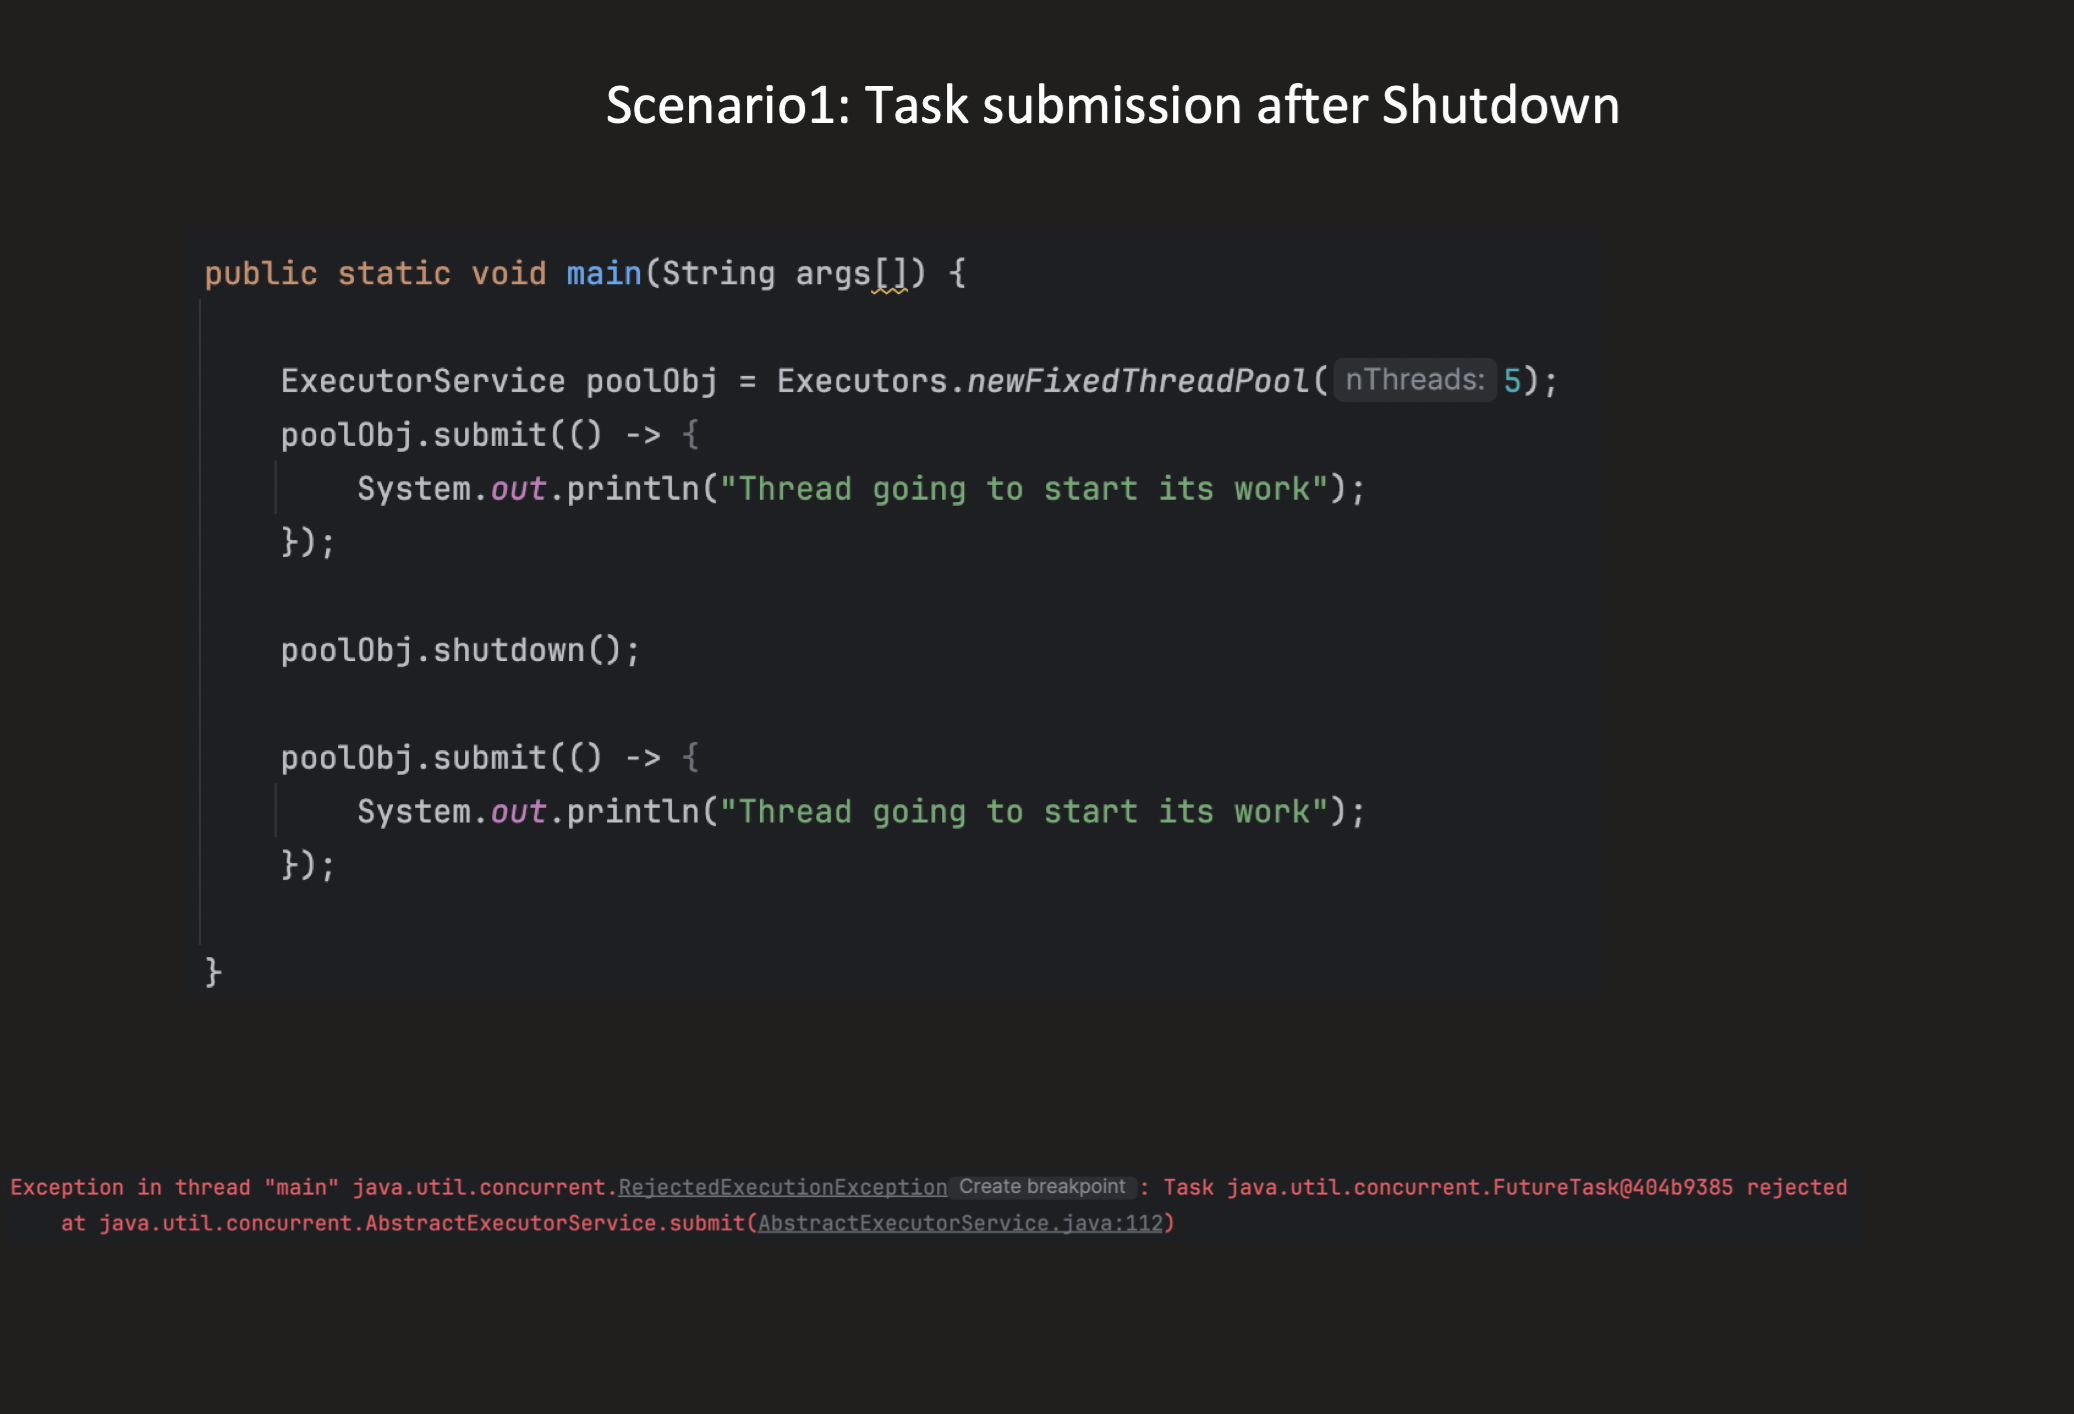 Scenario1: Task submission after Shutdown
public static void main(String args[]) {
ExecutorService poolObj = Executors.newFixedThreadPool( nThreads: 5);
poolObj.submit(() -> {
System.out.println("Thread going to start its work");
});
poolObj.shutdown();
poolObj.submit(() -> {
System.out.println("Thread going to start its work");
});
}
Exception in thread "main" java.util.concurrent.RejectedExecutionException Create breakpoint : Task java.util.concurrent.FutureTask@404b9385 rejected
at java.util.concurrent.AbstractExecutorService.submit(AbstractExecutorService.java:112)